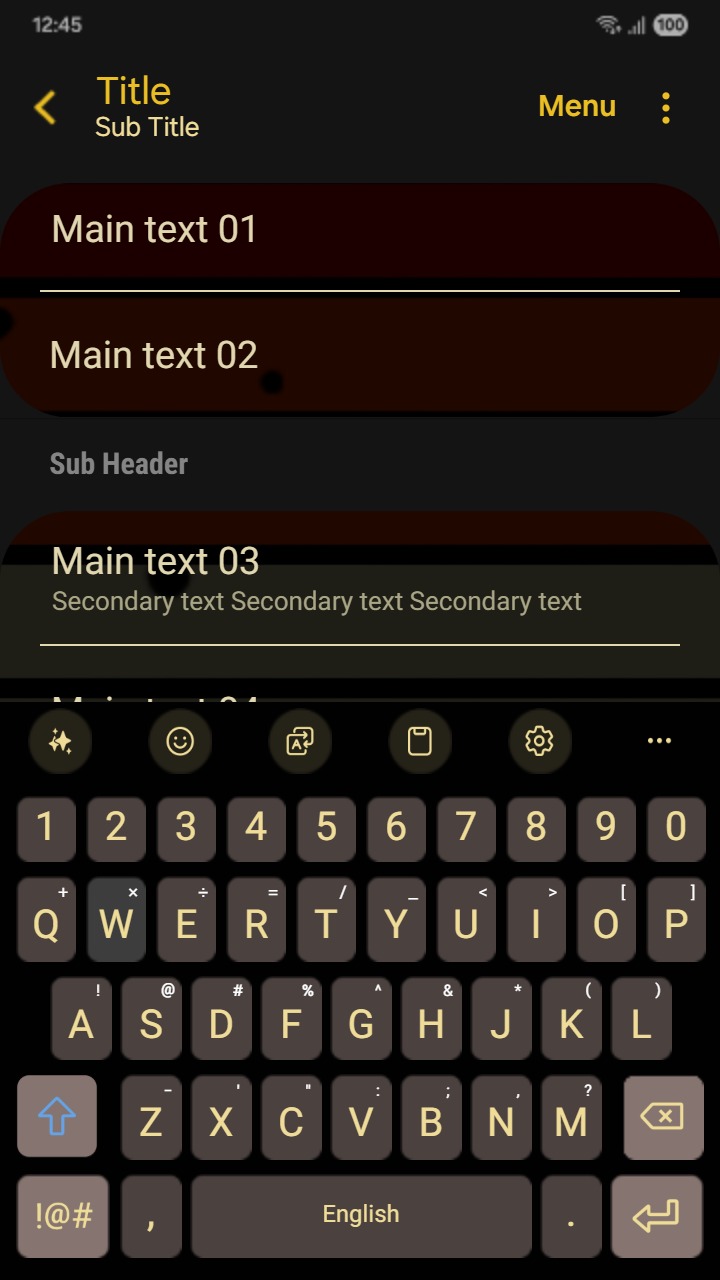 12:45
100
Title
Sub Title
Menu
Main text 01
Main text 02
Sub Header
Main text 03
Secondary text Secondary text Secondary text
1 2 3 4 5 6 7 8 9 0
+ × ÷ = / _ < > [ ]
Q W E R T Y U I O P
! @ # % ^ & * ( )
A S D F G H J K L
- ' " : ; , ?
Z X C V B N M
!@# , English .